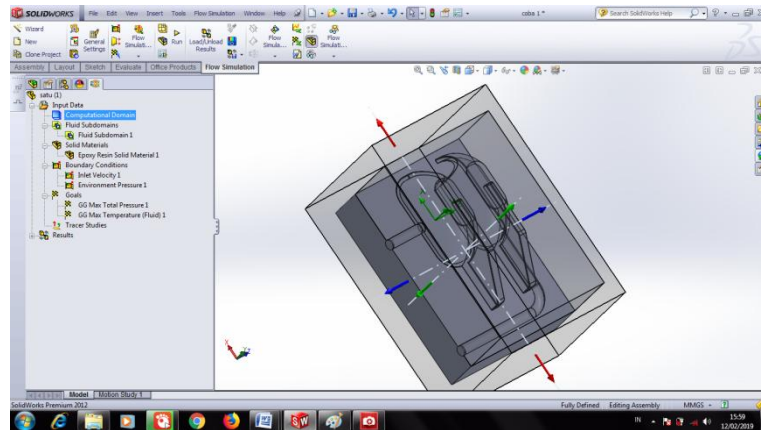 SOLIDWORKS File Edit View Insert Tools Flow Simulation Window Help
cobs 1 *
Search SolidWorks Help
Wizard
New
Clone Project
General Settings
Flow Simulati...
Run
Load/Unload Results
Flow Simula...
Flow Simulati...
Assembly Layout Sketch Evaluate Office Products Flow Simulation
satu (1)
Input Data
Computational Domain
Fluid Subdomains
Fluid Subdomain 1
Solid Materials
Epoxy Resin Solid Material 1
Boundary Conditions
Inlet Velocity 1
Environment Pressure 1
Goals
GG Max Total Pressure 1
GG Max Temperature (Fluid) 1
Tracer Studies
Results
Model Motion Study 1
SolidWorks Premium 2012
Fully Defined Editing Assembly MMGS
IN
15:59
12/02/2019